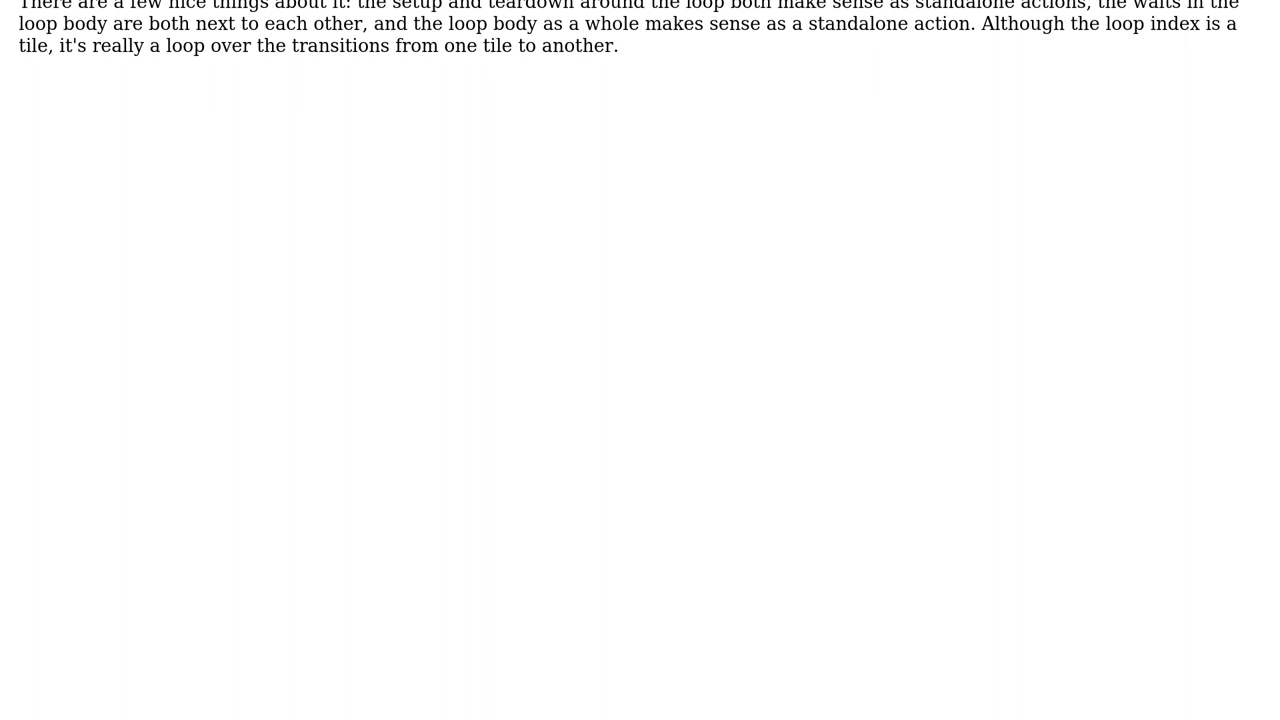 There are a few nice things about it: the setup and teardown around the loop both make sense as standalone actions, the waits in the
loop body are both next to each other, and the loop body as a whole makes sense as a standalone action. Although the loop index is a
tile, it's really a loop over the transitions from one tile to another.